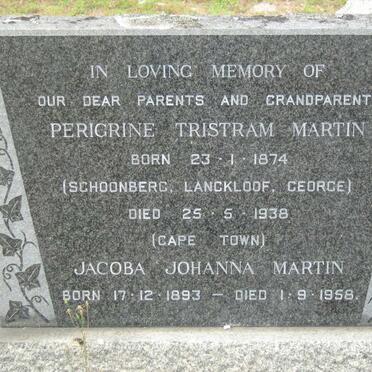 IN LOVING MEMORY OF
OUR DEAR PARENTS AND GRANDPARENT
PERIGRINE TRISTRAM MARTIN
BORN 23·1·1874
(SCHOONBERG, LANGKLOOF, GEORGE)
DIED 25·5·1938
(CAPE TOWN)
JACOBA JOHANNA MARTIN
BORN 17·12·1893 — DIED 1·9·1958.